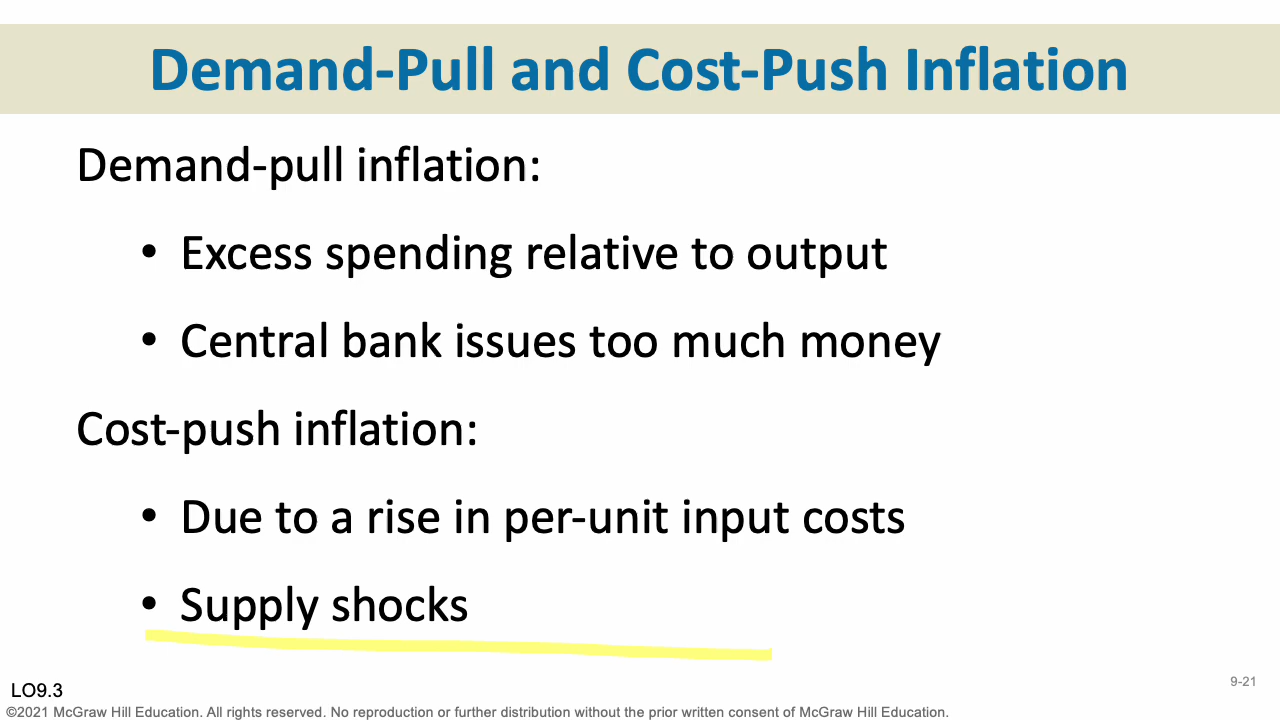 Demand-Pull and Cost-Push Inflation
Demand-pull inflation:
• Excess spending relative to output
• Central bank issues too much money
Cost-push inflation:
• Due to a rise in per-unit input costs
• Supply shocks
9-21
LO9.3
©2021 McGraw Hill Education. All rights reserved. No reproduction or further distribution without the prior written consent of McGraw Hill Education.